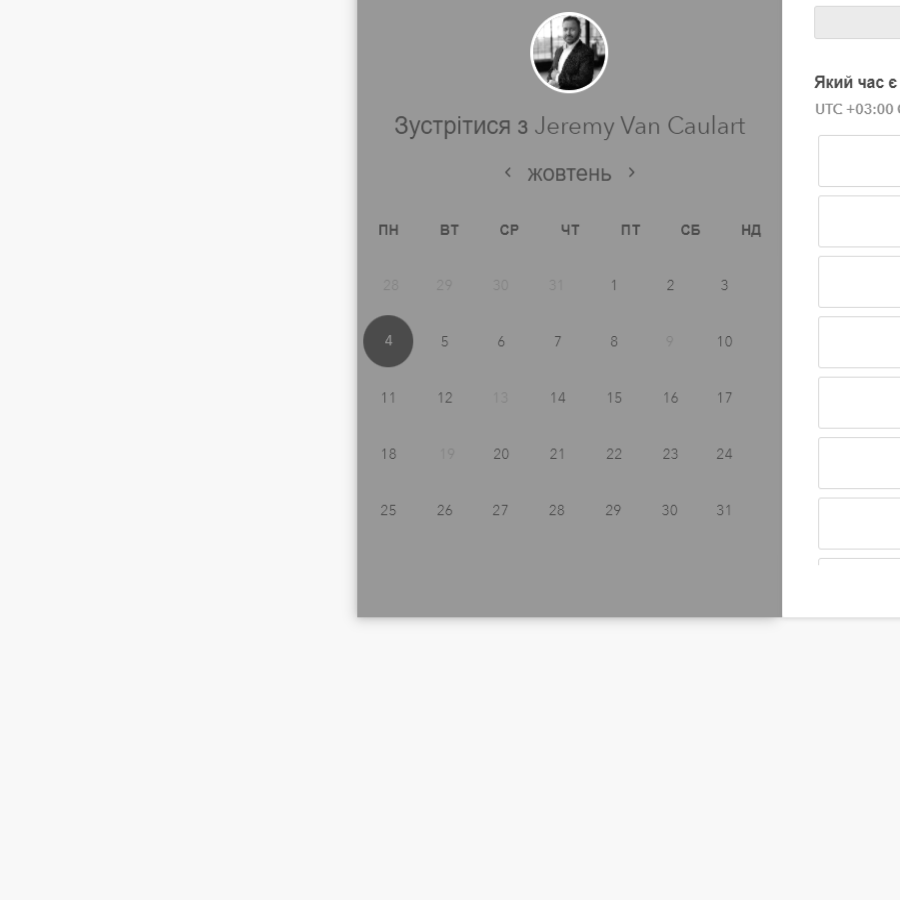 Зустрітися з Jeremy Van Caulart
‹ жовтень ›
ПН ВТ СР ЧТ ПТ СБ НД
28 29 30 31 1 2 3
4 5 6 7 8 9 10
11 12 13 14 15 16 17
18 19 20 21 22 23 24
25 26 27 28 29 30 31
Який час є
UTC +03:00